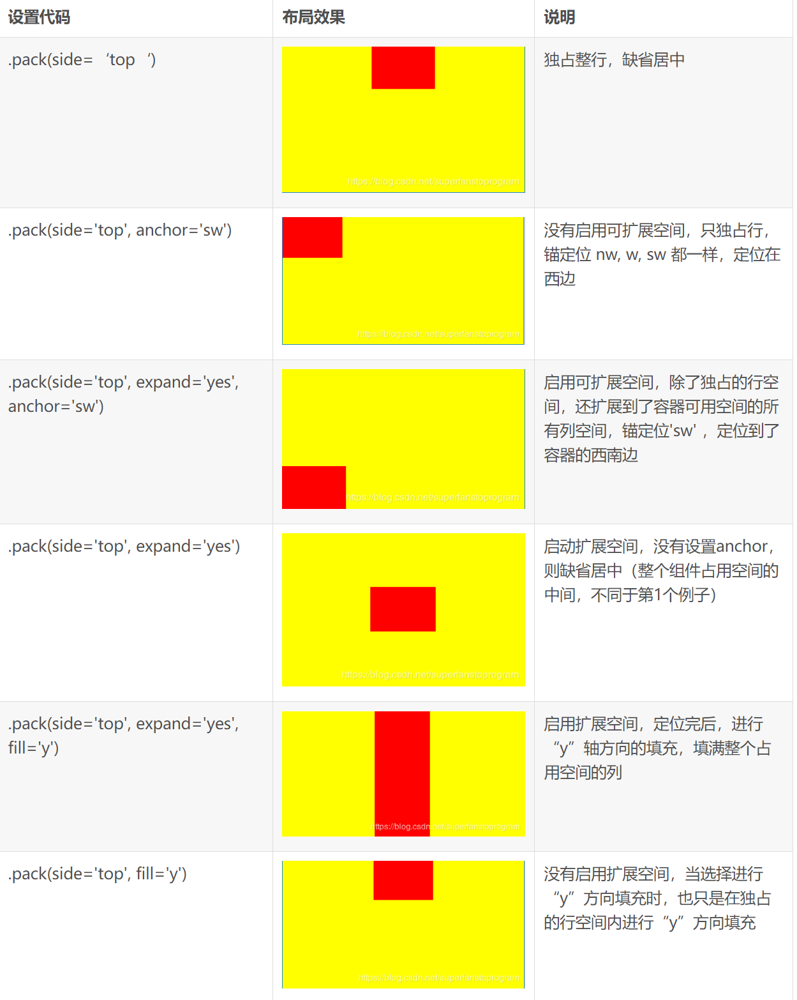 设置代码
布局效果
说明
.pack(side=‘top‘)
https://blog.csdn.net/superfanstoprogram
独占整行，缺省居中
.pack(side='top', anchor='sw')
https://blog.csdn.net/superfanstoprogram
没有启用可扩展空间，只独占行，
锚定位 nw, w, sw 都一样，定位在
西边
.pack(side='top', expand='yes',
anchor='sw')
https://blog.csdn.net/superfanstoprogram
启用可扩展空间，除了独占的行空
间，还扩展到了容器可用空间的所
有列空间，锚定位'sw' ，定位到了
容器的西南边
.pack(side='top', expand='yes')
https://blog.csdn.net/superfanstoprogram
启动扩展空间，没有设置anchor，
则缺省居中（整个组件占用空间的
中间，不同于第1个例子）
.pack(side='top', expand='yes',
fill='y')
https://blog.csdn.net/superfanstoprogram
启用扩展空间，定位完后，进行
“y”轴方向的填充，填满整个占
用空间的列
.pack(side='top', fill='y')
https://blog.csdn.net/superfanstoprogram
没有启用扩展空间，当选择进行
“y”方向填充时，也只是在独占
的行空间内进行“y”方向填充